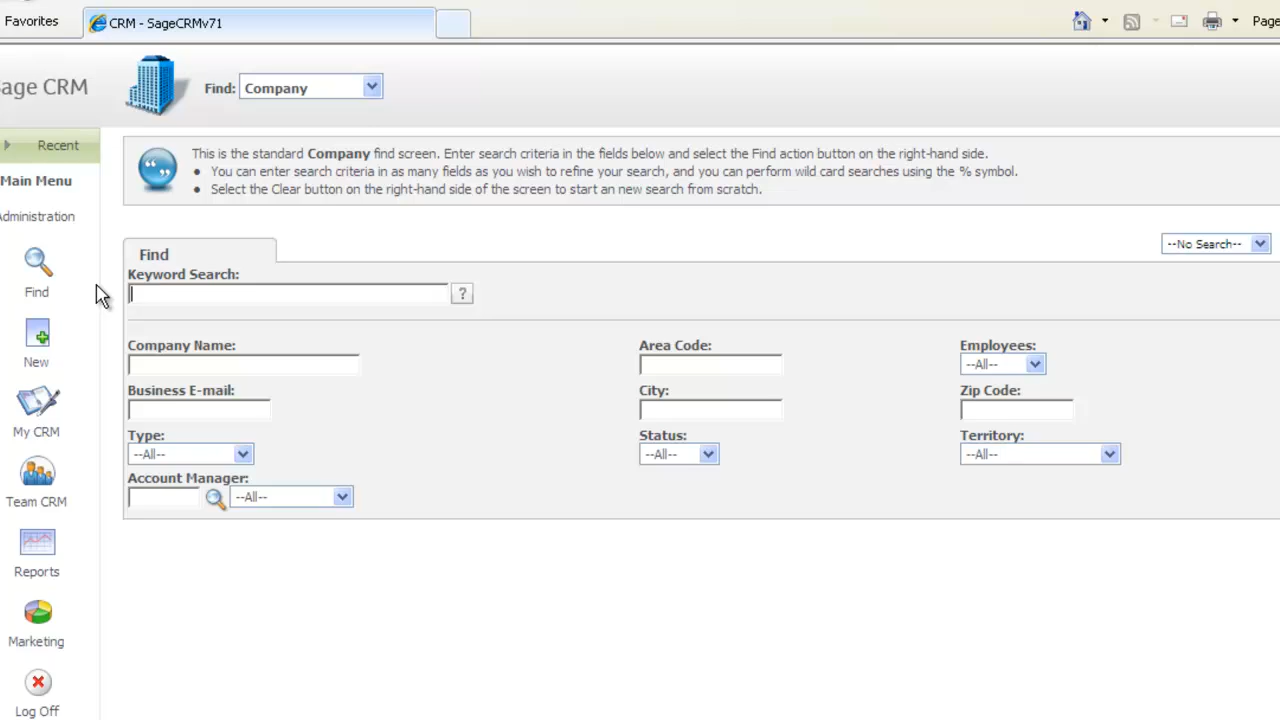 Favorites
CRM - SageCRMv71
Page
age CRM
Find:
Company
Recent
Main Menu
Administration
Find
New
My CRM
Team CRM
Reports
Marketing
Log Off
This is the standard Company find screen. Enter search criteria in the fields below and select the Find action button on the right-hand side.
• You can enter search criteria in as many fields as you wish to refine your search, and you can perform wild card searches using the % symbol.
• Select the Clear button on the right-hand side of the screen to start an new search from scratch.
Find
--No Search--
Keyword Search:
?
Company Name:
Area Code:
Employees:
--All--
Business E-mail:
City:
Zip Code:
Type:
Status:
Territory:
--All--
--All--
--All--
Account Manager:
--All--